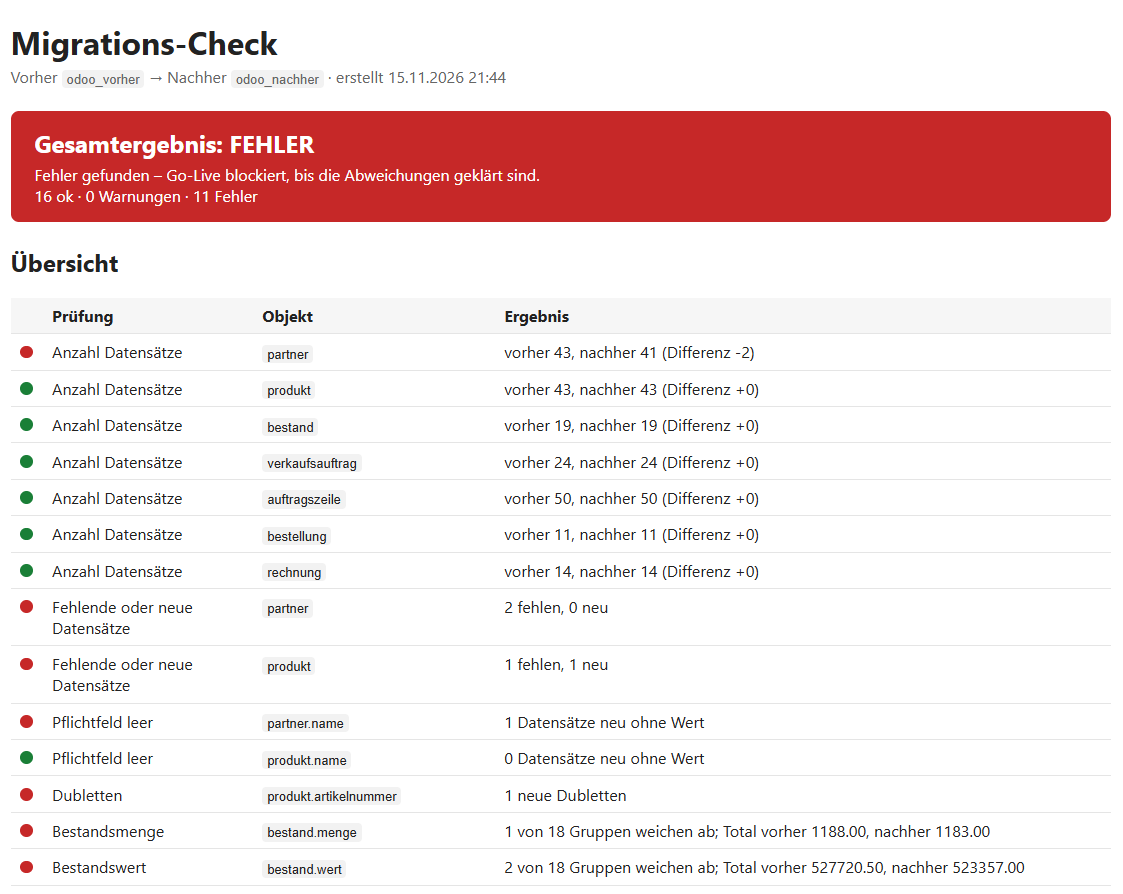 Migrations-Check
Vorher odoo_vorher → Nachher odoo_nachher · erstellt 15.11.2026 21:44
Gesamtergebnis: FEHLER
Fehler gefunden – Go-Live blockiert, bis die Abweichungen geklärt sind.
16 ok · 0 Warnungen · 11 Fehler
Übersicht
Prüfung Objekt Ergebnis
Anzahl Datensätze partner vorher 43, nachher 41 (Differenz -2)
Anzahl Datensätze produkt vorher 43, nachher 43 (Differenz +0)
Anzahl Datensätze bestand vorher 19, nachher 19 (Differenz +0)
Anzahl Datensätze verkaufsauftrag vorher 24, nachher 24 (Differenz +0)
Anzahl Datensätze auftragszeile vorher 50, nachher 50 (Differenz +0)
Anzahl Datensätze bestellung vorher 11, nachher 11 (Differenz +0)
Anzahl Datensätze rechnung vorher 14, nachher 14 (Differenz +0)
Fehlende oder neue partner 2 fehlen, 0 neu
Datensätze
Fehlende oder neue produkt 1 fehlen, 1 neu
Datensätze
Pflichtfeld leer partner.name 1 Datensätze neu ohne Wert
Pflichtfeld leer produkt.name 0 Datensätze neu ohne Wert
Dubletten produkt.artikelnummer 1 neue Dubletten
Bestandsmenge bestand.menge 1 von 18 Gruppen weichen ab; Total vorher 1188.00, nachher 1183.00
Bestandswert bestand.wert 2 von 18 Gruppen weichen ab; Total vorher 527720.50, nachher 523357.00